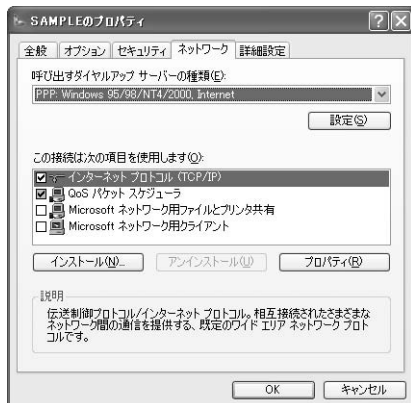 SAMPLEのプロパティ
全般 オプション セキュリティ ネットワーク 詳細設定
呼び出すダイヤルアップ サーバーの種類(E):
PPP: Windows 95/98/NT4/2000, Internet
設定(S)
この接続は次の項目を使用します(O):
インターネット プロトコル (TCP/IP)
QoS パケット スケジューラ
Microsoft ネットワーク用ファイルとプリンタ共有
Microsoft ネットワーク用クライアント
インストール(N)... アンインストール(U) プロパティ(R)
説明
伝送制御プロトコル/インターネット プロトコル。相互接続されたさまざまな
ネットワーク間の通信を提供する、既定のワイド エリア ネットワーク プロト
コルです。
OK キャンセル